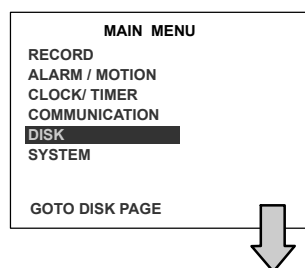 MAIN MENU
RECORD
ALARM / MOTION
CLOCK/ TIMER
COMMUNICATION
DISK
SYSTEM
GOTO DISK PAGE